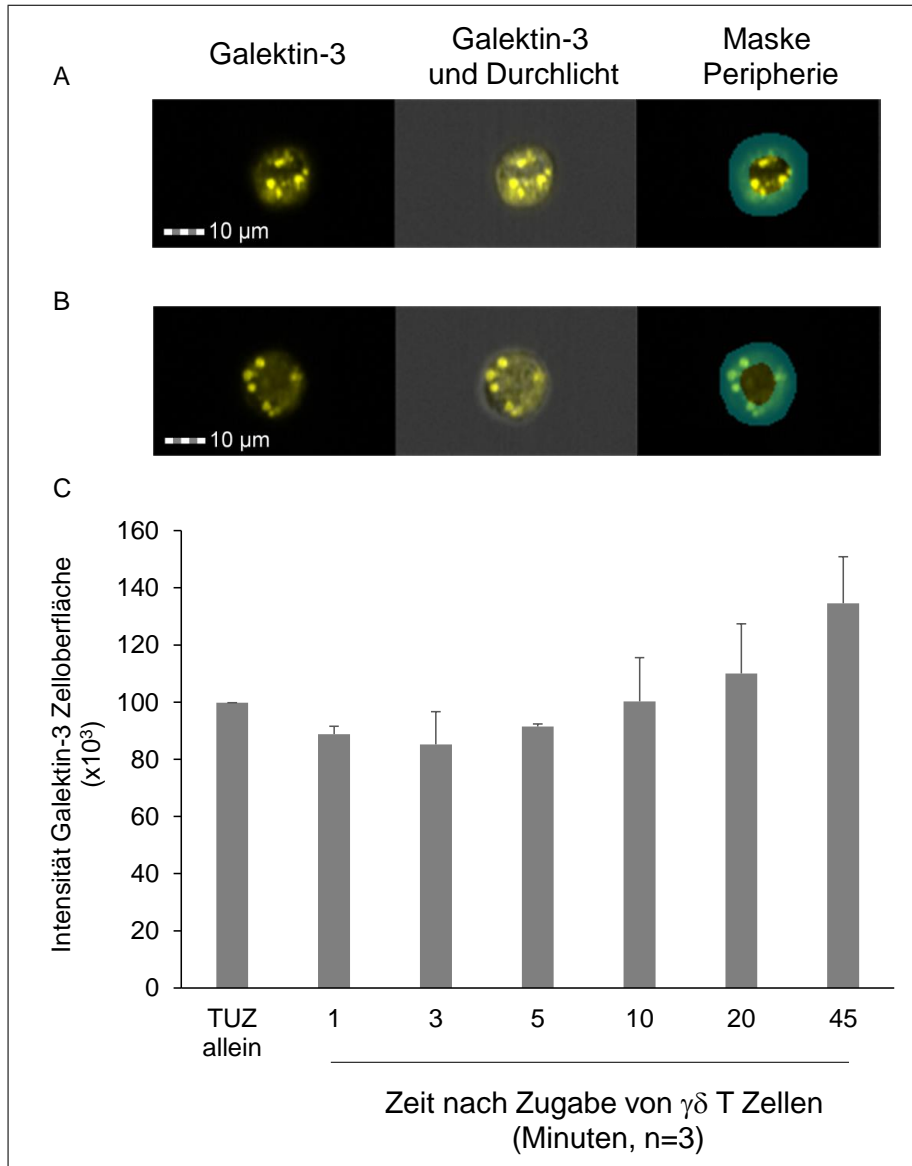 Galektin-3
Galektin-3
und Durchlicht
Maske
Peripherie
A
10 µm
B
10 µm
C
Intensität Galektin-3 Zelloberfläche
(x10³)
160
140
120
100
80
60
40
20
0
TUZ
allein
1
3
5
10
20
45
Zeit nach Zugabe von γδ T Zellen
(Minuten, n=3)